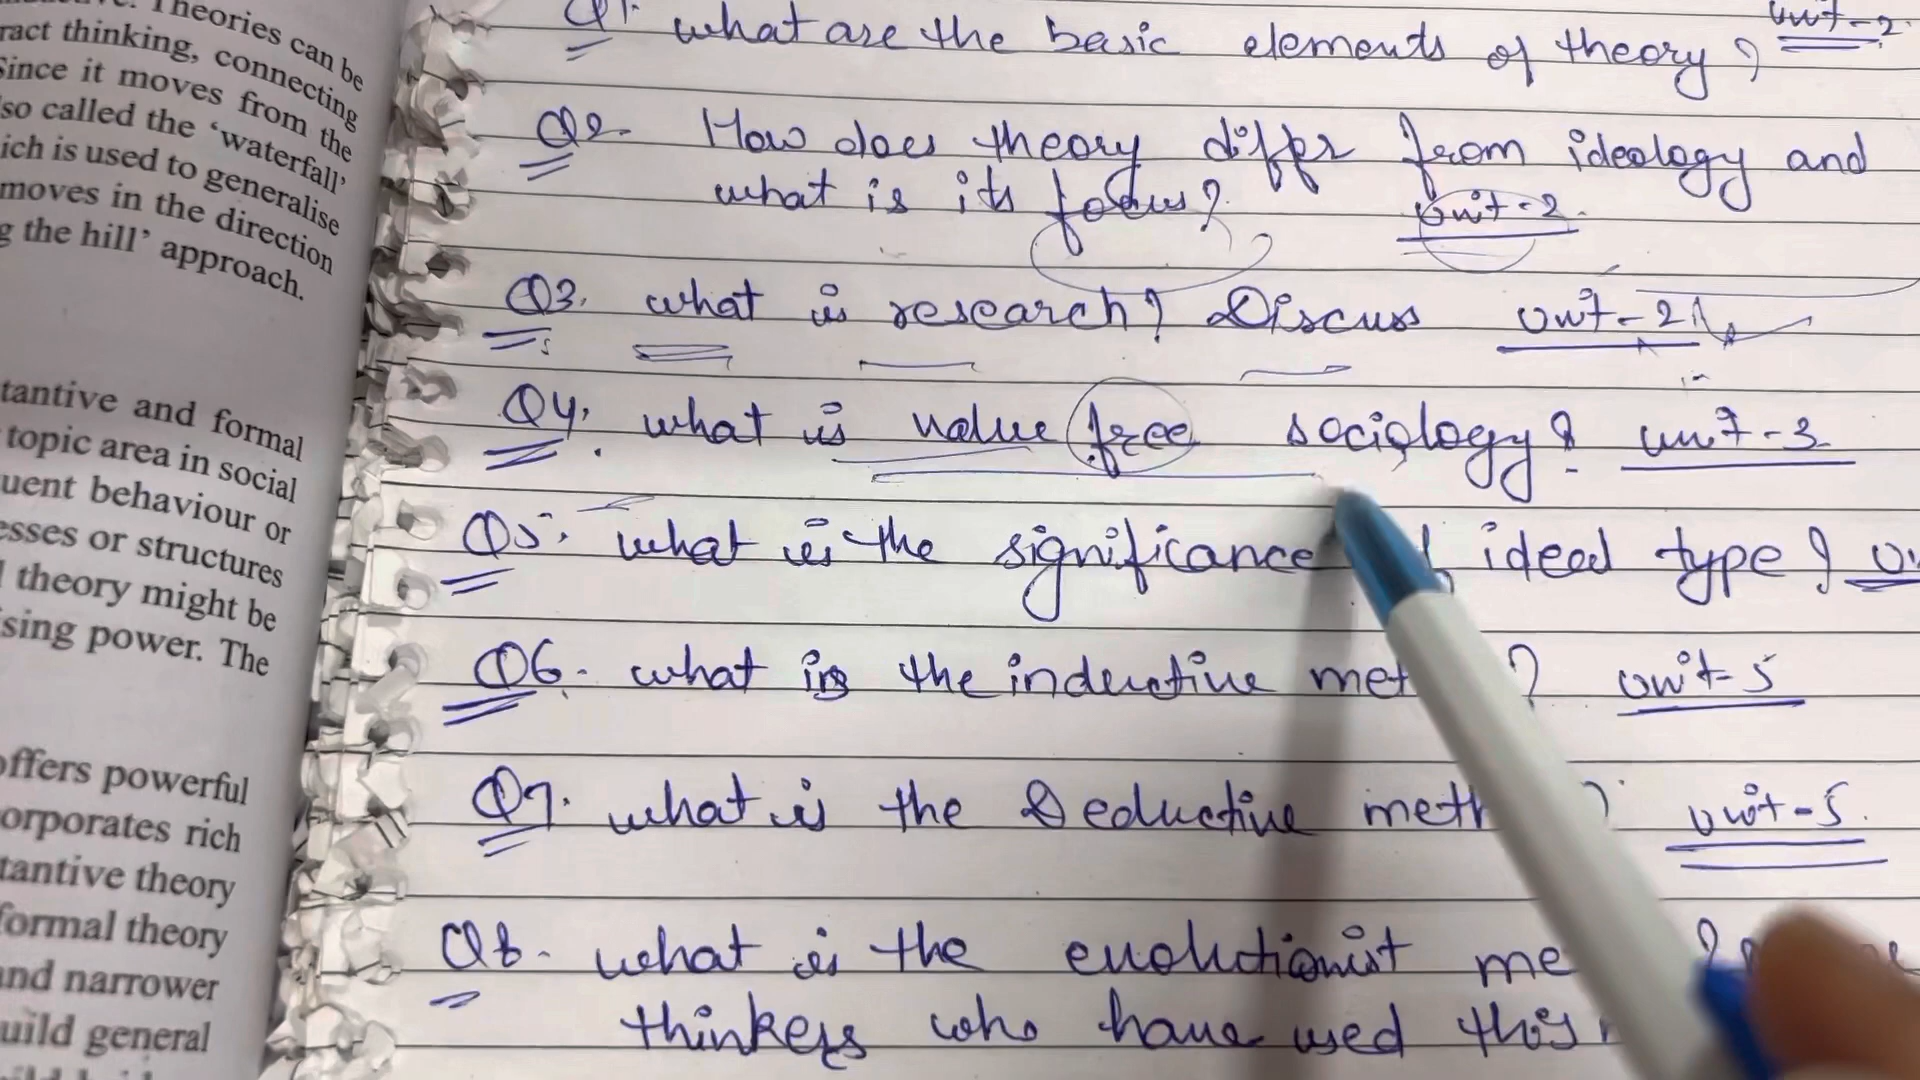 Theories can be
ract thinking, connecting
Since it moves from the
so called the ‘waterfall’
ich is used to generalise
moves in the direction
g the hill’ approach.
tantive and formal
topic area in social
uent behaviour or
esses or structures
l theory might be
sing power. The
offers powerful
orporates rich
tantive theory
formal theory
and narrower
uild general
Q1. what are the basic elements of theory? unit-2.
Q2. How does theory differ from ideology and
what is its focus? unit-2.
Q3. what is research? Discuss unit-2
Q4. what is value free sociology? unit-3
Q5. what is the significance ideal type?
Q6. what is the inductive met ? unit-5
Q7. what is the Deductive meth ? unit-5.
Q8. what is the evolutionist me ?
thinkers who have used this